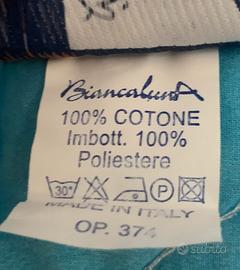 BiancalunA
100% COTONE
Imbott. 100%
Poliestere
30°
P
MADE IN ITALY
OP. 374
subito